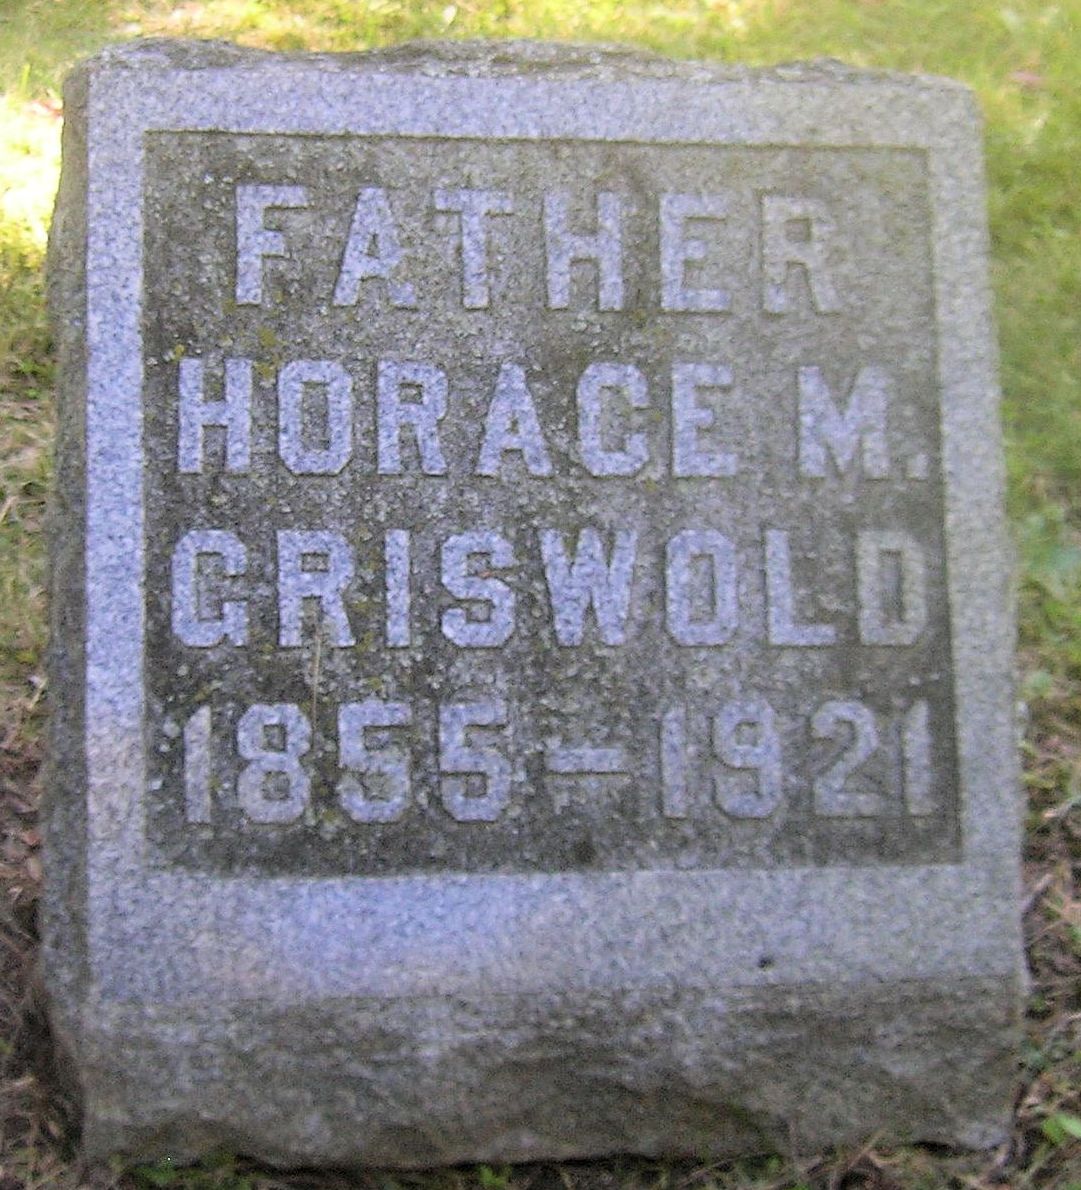 FATHER
HORACE M.
GRISWOLD
1855-1921